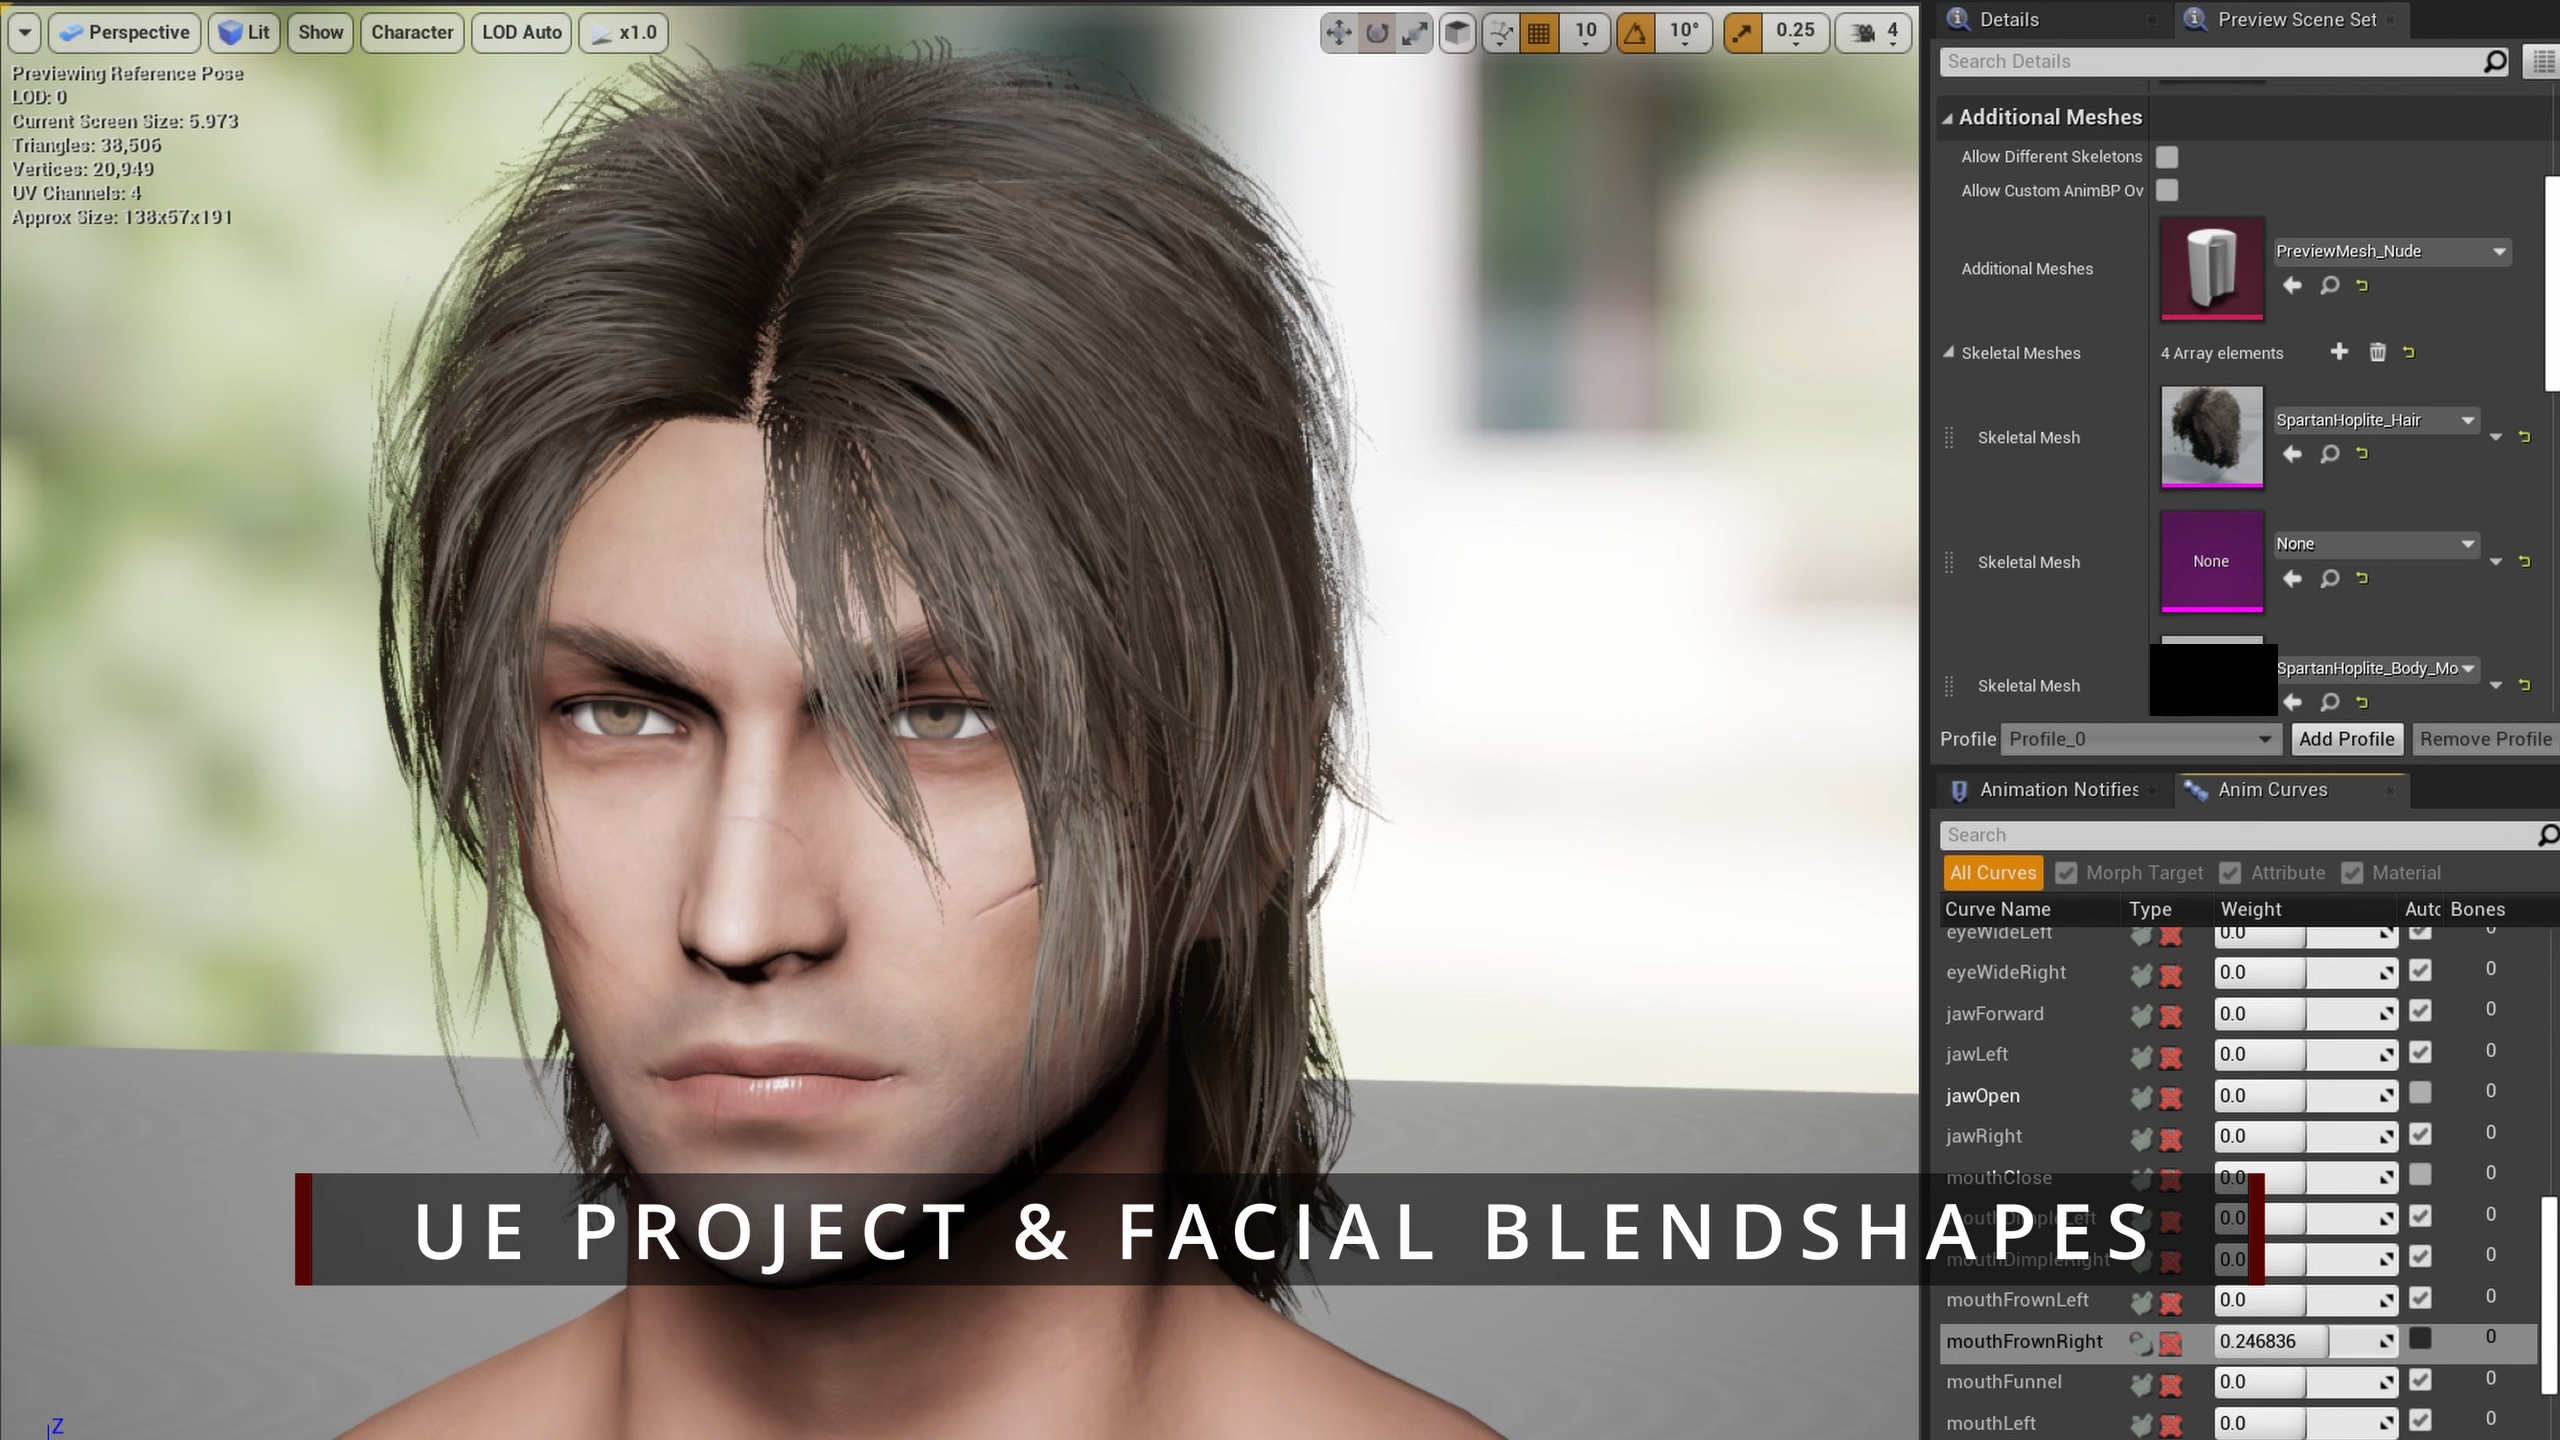 Perspective
Lit
Show
Character
LOD Auto
x1.0
10
10°
0.25
4
Previewing Reference Pose
LOD: 0
Current Screen Size: 5.973
Triangles: 38,506
Vertices: 20,949
UV Channels: 4
Approx Size: 138x57x191
Details
Preview Scene Set
Search Details
Additional Meshes
Allow Different Skeletons
Allow Custom AnimBP Ov
Additional Meshes
PreviewMesh_Nude
Skeletal Meshes
4 Array elements
Skeletal Mesh
SpartanHoplite_Hair
Skeletal Mesh
None
None
Skeletal Mesh
SpartanHoplite_Body_Mo
Profile
Profile_0
Add Profile
Remove Profile
Animation Notifies
Anim Curves
Search
All Curves
Morph Target
Attribute
Material
Curve Name Type Weight Auto Bones
eyeWideLeft 0.0 0
eyeWideRight 0.0 0
jawForward 0.0 0
jawLeft 0.0 0
jawOpen 0.0 0
jawRight 0.0 0
mouthClose 0.0 0
mouthDimpleLeft 0.0 0
mouthDimpleRight 0.0 0
mouthFrownLeft 0.0 0
mouthFrownRight 0.246836 0
mouthFunnel 0.0 0
mouthLeft 0.0 0
UE PROJECT & FACIAL BLENDSHAPES
Z